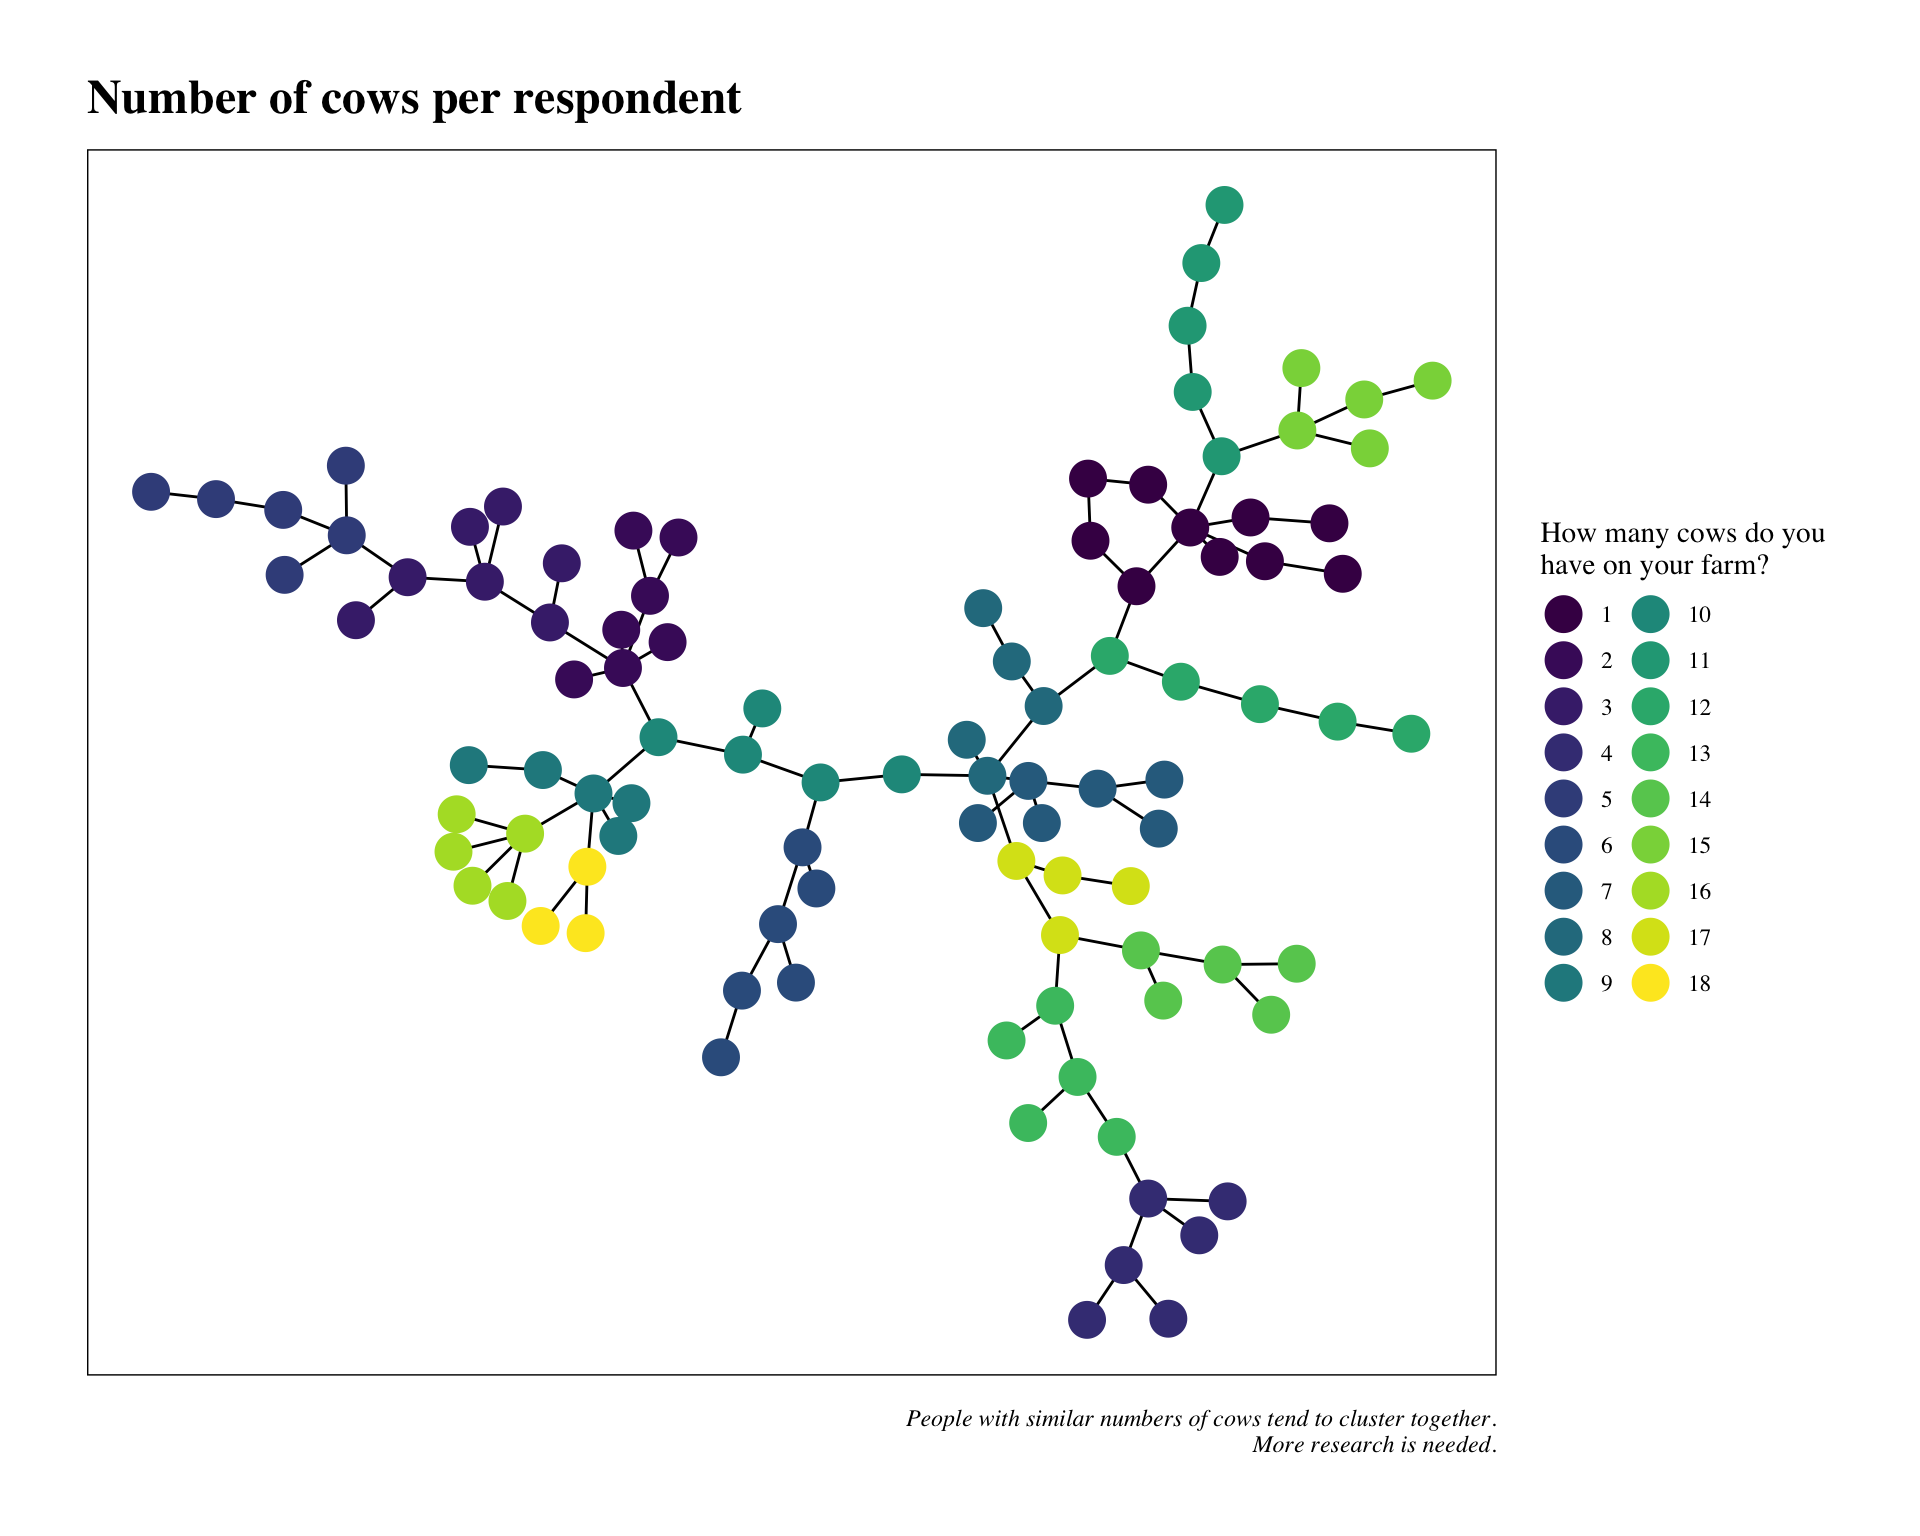 Number of cows per respondent
How many cows do you
have on your farm?
1 10
2 11
3 12
4 13
5 14
6 15
7 16
8 17
9 18
People with similar numbers of cows tend to cluster together.
More research is needed.